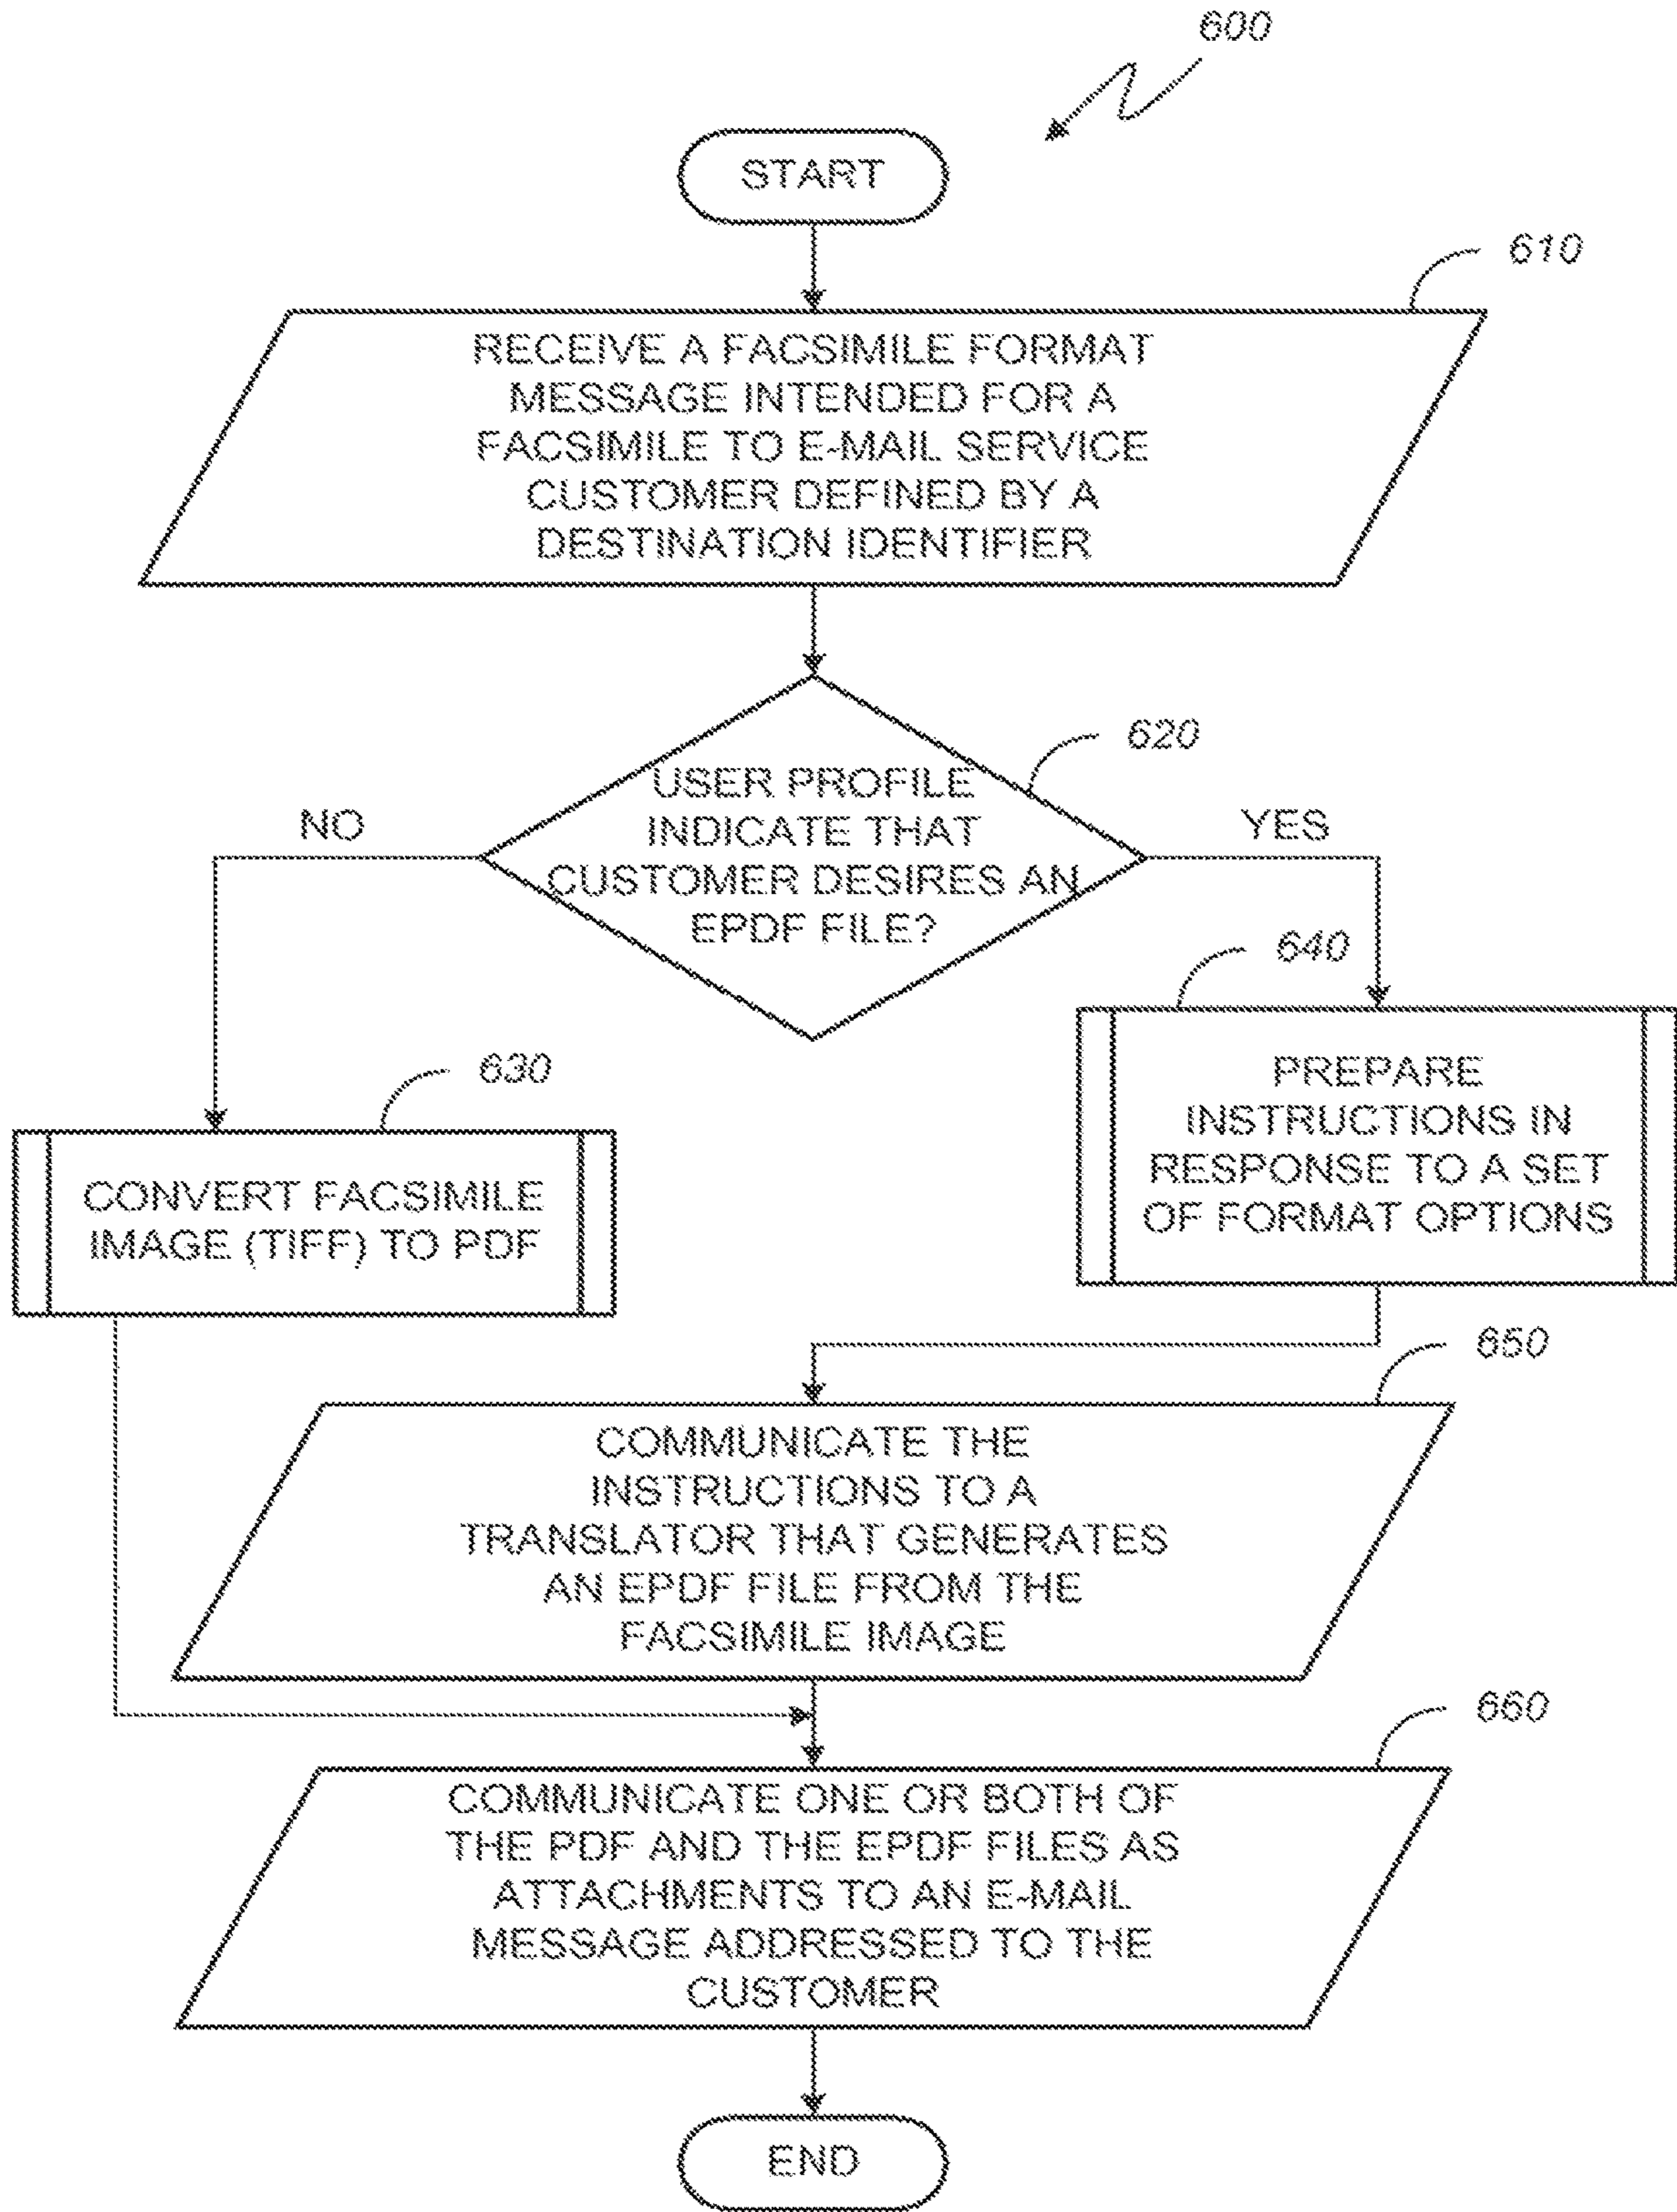 600
START
610
RECEIVE A FACSIMILE FORMAT
MESSAGE INTENDED FOR A
FACSIMILE TO E-MAIL SERVICE
CUSTOMER DEFINED BY A
DESTINATION IDENTIFIER
620
USER PROFILE
INDICATE THAT
CUSTOMER DESIRES AN
EPDF FILE?
NO
YES
630
CONVERT FACSIMILE
IMAGE (TIFF) TO PDF
640
PREPARE
INSTRUCTIONS IN
RESPONSE TO A SET
OF FORMAT OPTIONS
650
COMMUNICATE THE
INSTRUCTIONS TO A
TRANSLATOR THAT GENERATES
AN EPDF FILE FROM THE
FACSIMILE IMAGE
660
COMMUNICATE ONE OR BOTH OF
THE PDF AND THE EPDF FILES AS
ATTACHMENTS TO AN E-MAIL
MESSAGE ADDRESSED TO THE
CUSTOMER
END